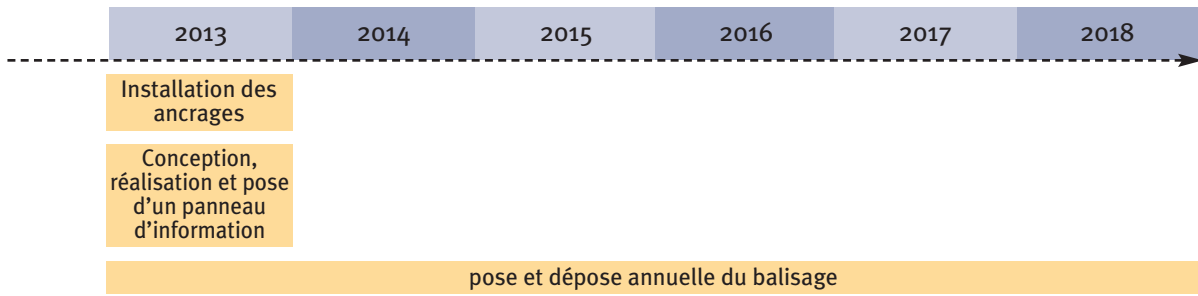 2013 2014 2015 2016 2017 2018
Installation des
ancrages
Conception,
réalisation et pose
d’un panneau
d’information
pose et dépose annuelle du balisage